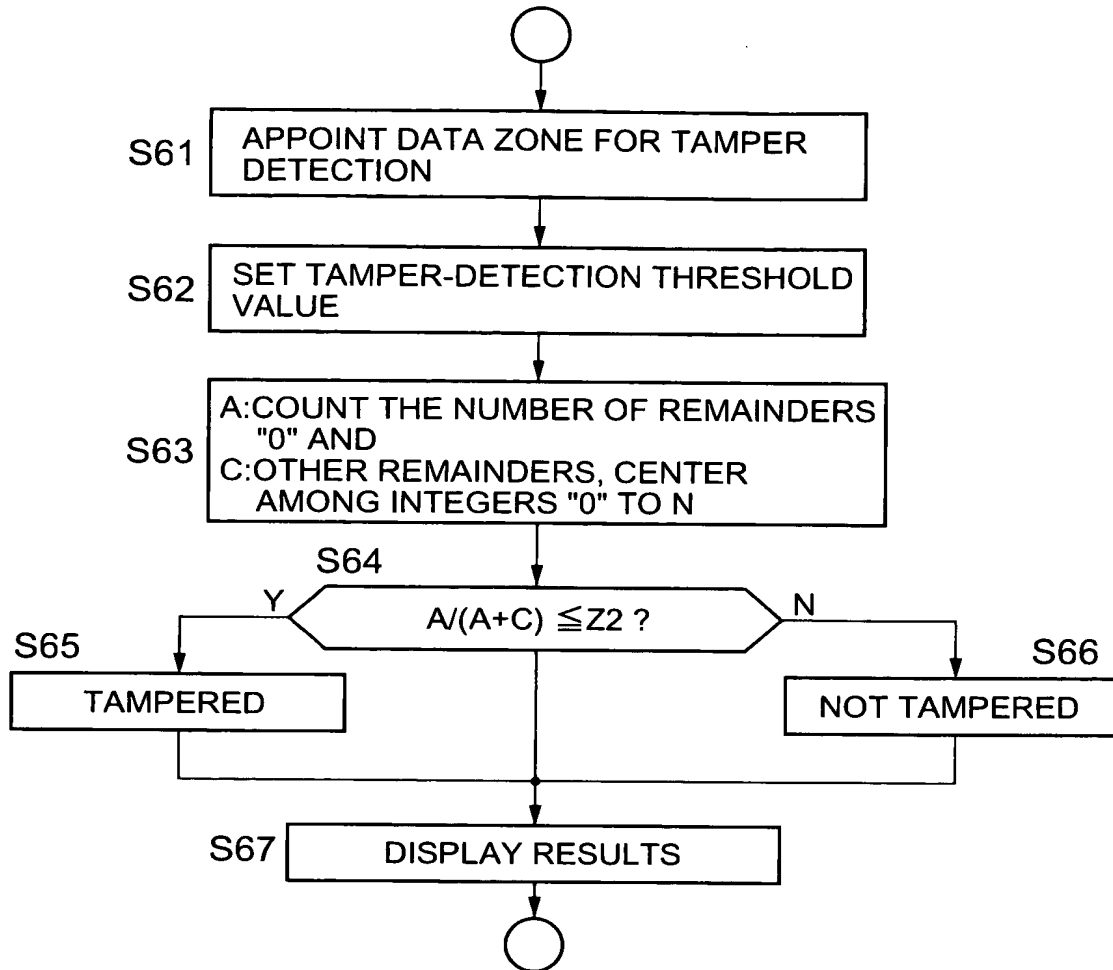 S61
APPOINT DATA ZONE FOR TAMPER
DETECTION
S62
SET TAMPER-DETECTION THRESHOLD
VALUE
S63
A:COUNT THE NUMBER OF REMAINDERS
"0" AND
C:OTHER REMAINDERS, CENTER
AMONG INTEGERS "0" TO N
S64
Y
A/(A+C) ≦Z2 ?
N
S65
TAMPERED
S66
NOT TAMPERED
S67
DISPLAY RESULTS